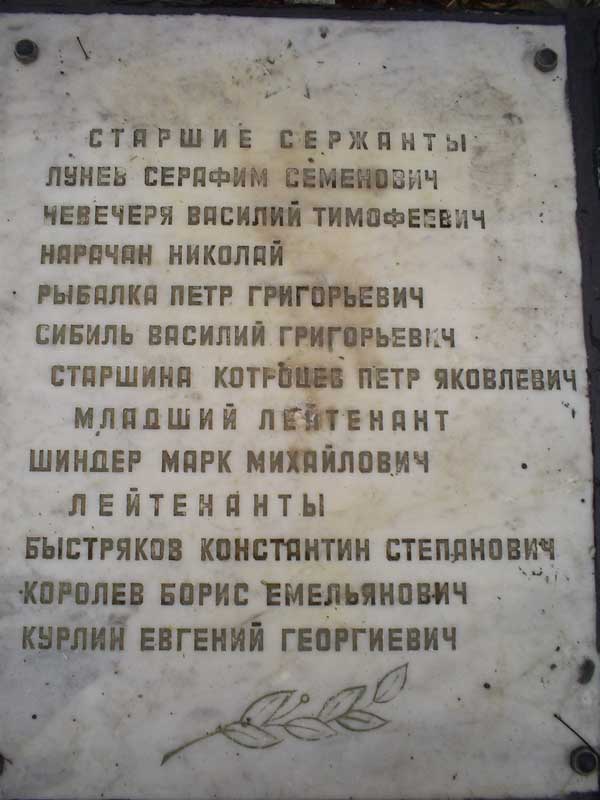 СТАРШИЕ СЕРЖАНТЫ
ЛУНЕВ СЕРАФИМ СЕМЕНОВИЧ
НЕВЕЧЕРЯ ВАСИЛИЙ ТИМОФЕЕВИЧ
НАРАЧАН НИКОЛАЙ
РЫБАЛКА ПЕТР ГРИГОРЬЕВИЧ
СИБИЛЬ ВАСИЛИЙ ГРИГОРЬЕВИЧ
СТАРШИНА КОТРОЦЕВ ПЕТР ЯКОВЛЕВИЧ
МЛАДШИЙ ЛЕЙТЕНАНТ
ШИНДЕР МАРК МИХАЙЛОВИЧ
ЛЕЙТЕНАНТЫ
БЫСТРЯКОВ КОНСТАНТИН СТЕПАНОВИЧ
КОРОЛЕВ БОРИС ЕМЕЛЬЯНОВИЧ
КУРЛИН ЕВГЕНИЙ ГЕОРГИЕВИЧ